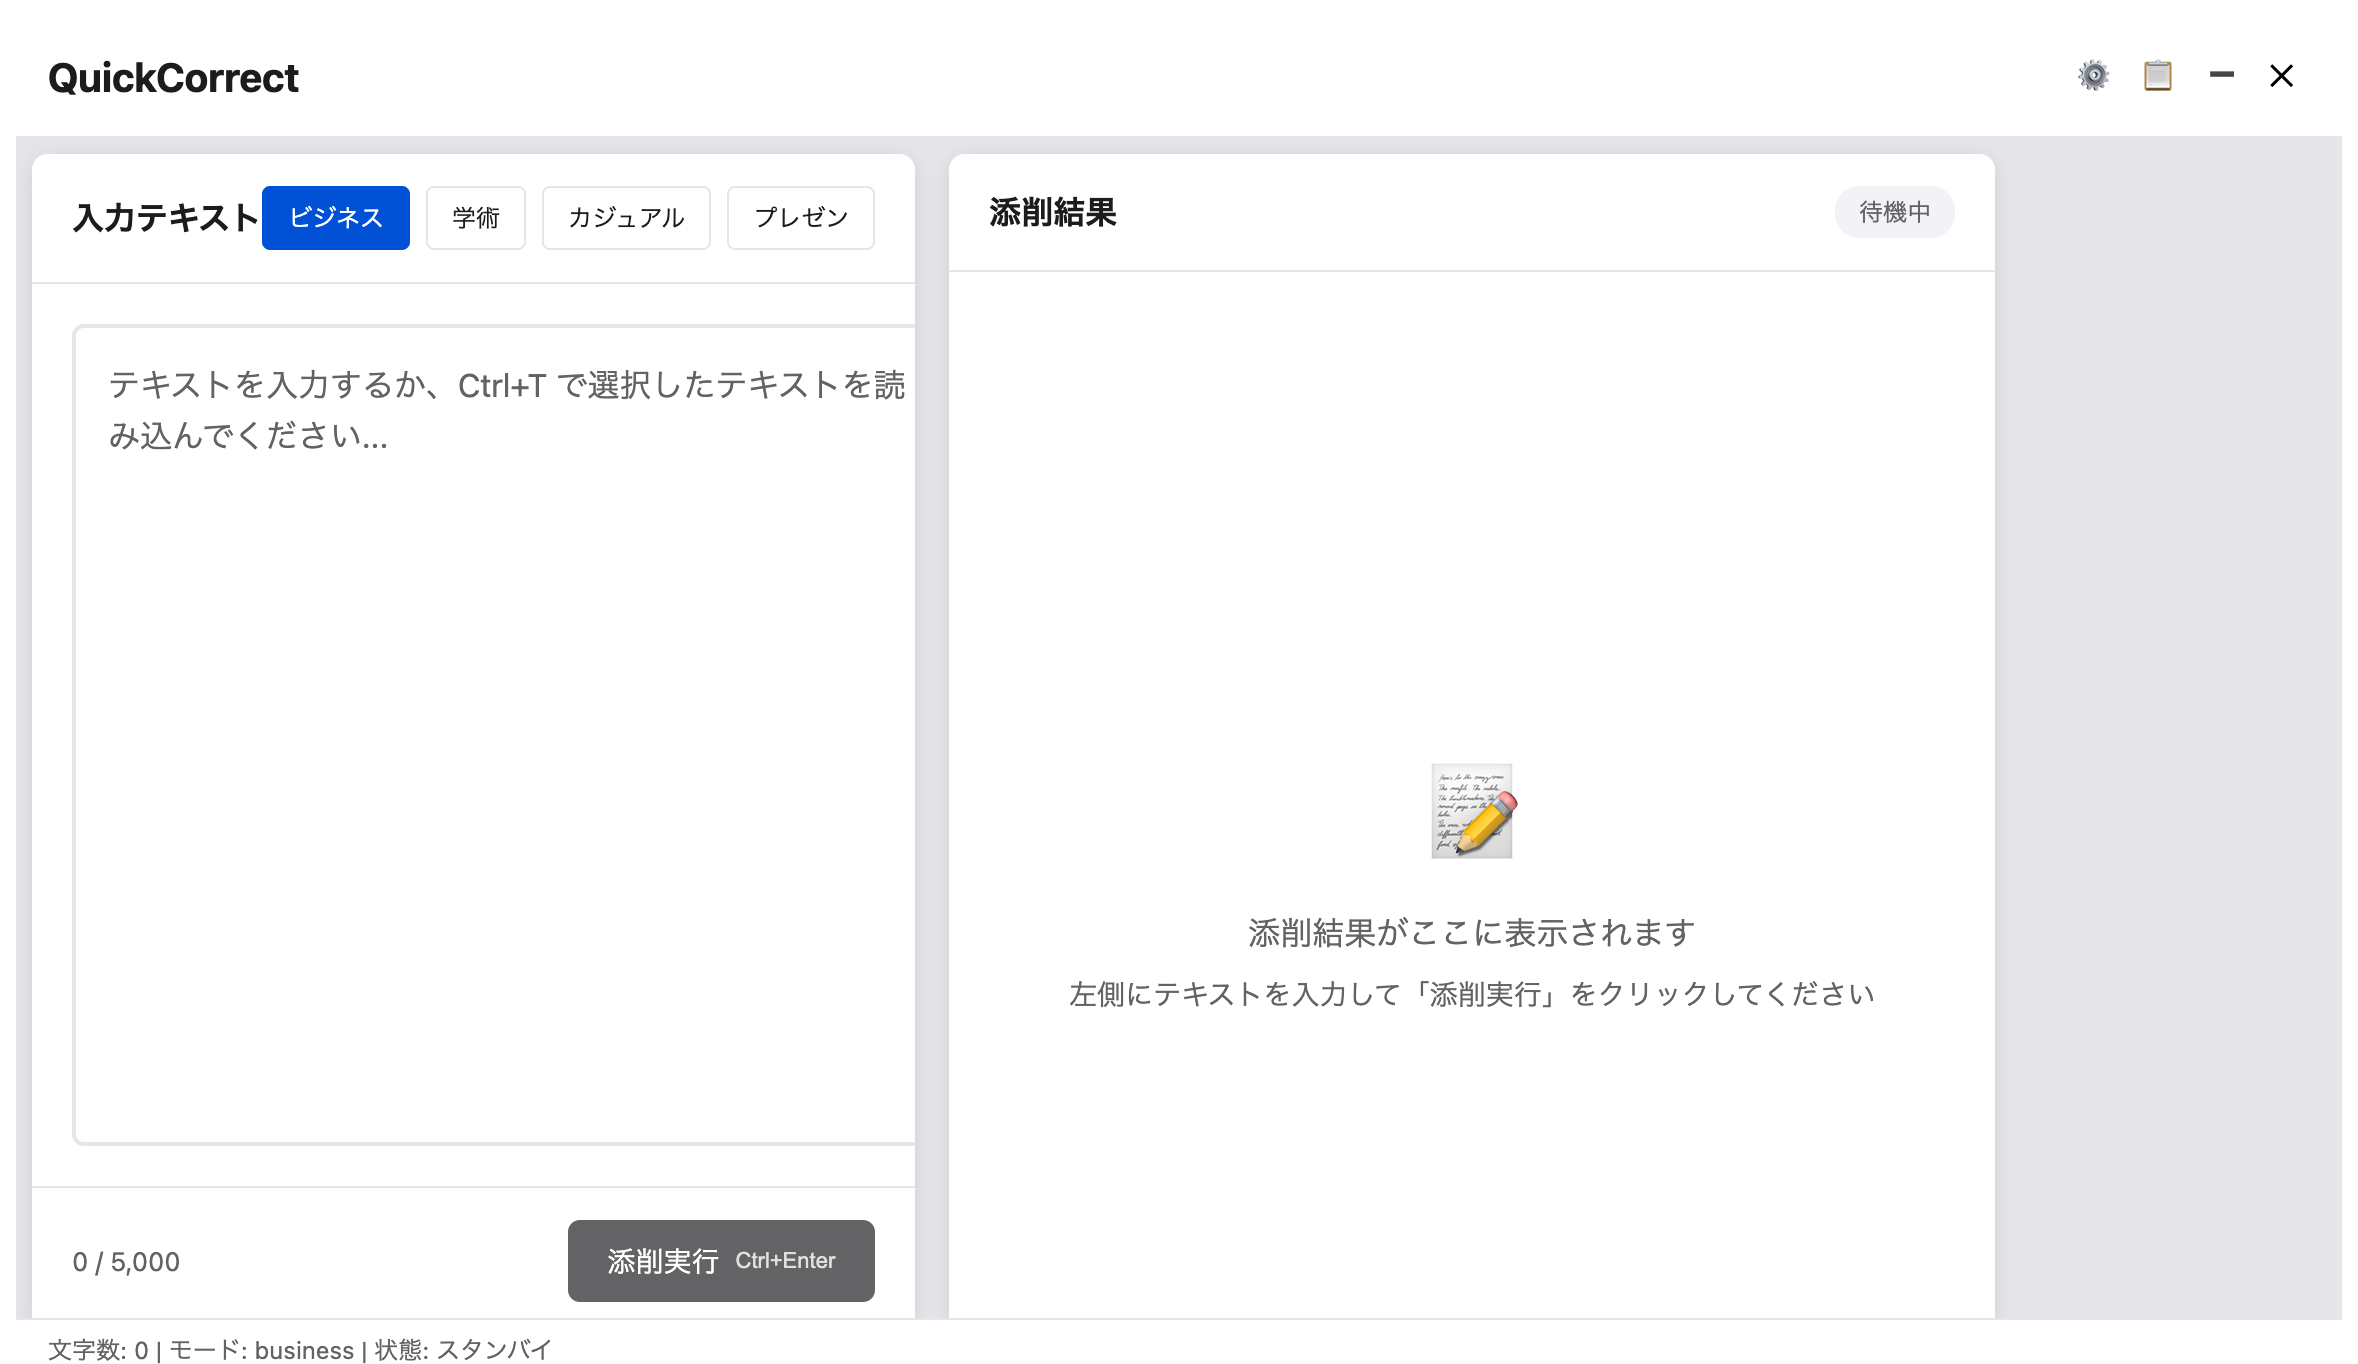 QuickCorrect
入力テキスト ビジネス 学術 カジュアル プレゼン
テキストを入力するか、Ctrl+T で選択したテキストを読
み込んでください...
0 / 5,000
添削実行 Ctrl+Enter
添削結果
待機中
添削結果がここに表示されます
左側にテキストを入力して「添削実行」をクリックしてください
文字数: 0 | モード: business | 状態: スタンバイ